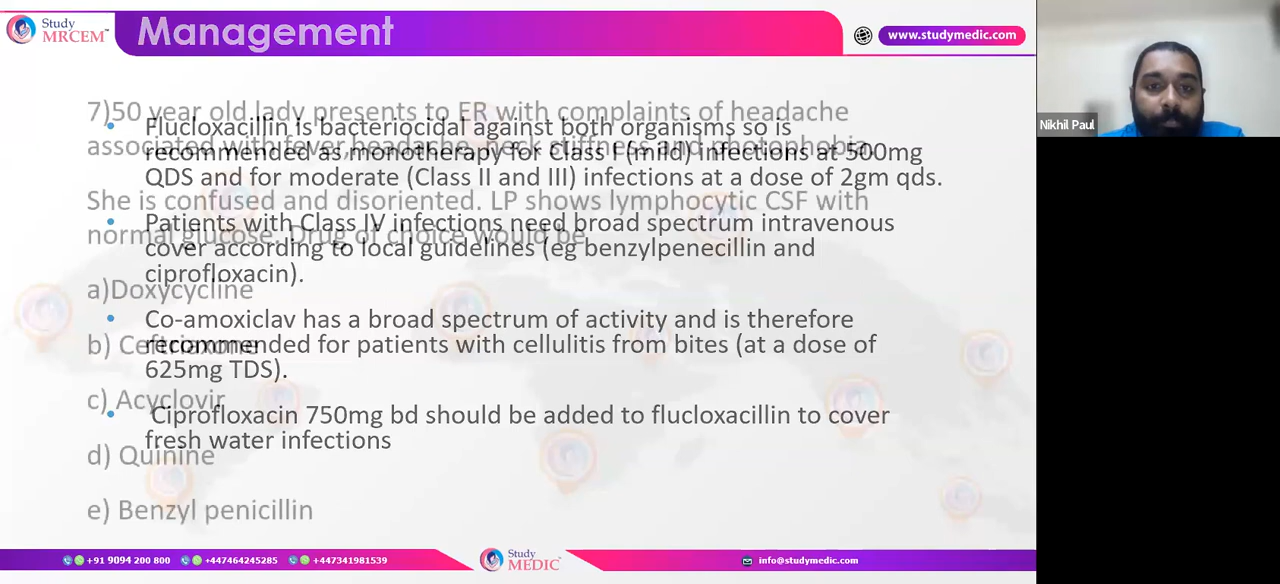 Study
MRCEM™
Management
www.studymedic.com
Nikhil Paul
7)50 year old lady presents to ER with complaints of headache
associated with fever, headache, neck stiffness and photophobia.
She is confused and disoriented. LP shows lymphocytic CSF with
normal glucose. Drug of choice would be
a)Doxycycline
b) Ceftriaxone
c) Acyclovir
d) Quinine
e) Benzyl penicillin
• Flucloxacillin is bacteriocidal against both organisms so is
recommended as monotherapy for Class I (mild) infections at 500mg
QDS and for moderate (Class II and III) infections at a dose of 2gm qds.
• Patients with Class IV infections need broad spectrum intravenous
cover according to local guidelines (eg benzylpenecillin and
ciprofloxacin).
• Co-amoxiclav has a broad spectrum of activity and is therefore
recommended for patients with cellulitis from bites (at a dose of
625mg TDS).
• Ciprofloxacin 750mg bd should be added to flucloxacillin to cover
fresh water infections
+91 9094 200 800 +447464245285 +447341981539
Study
MEDIC™
info@studymedic.com